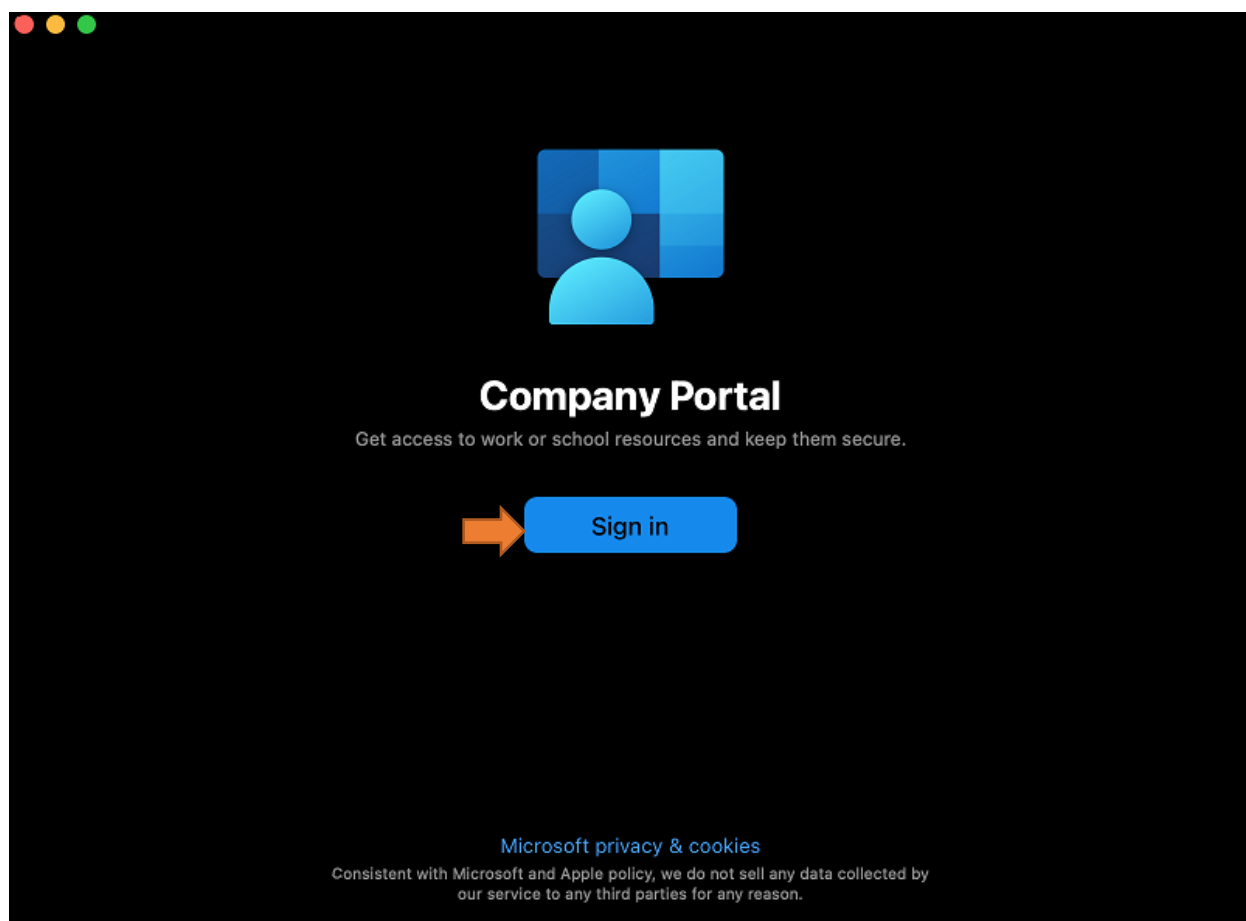 Company Portal
Get access to work or school resources and keep them secure.
Sign in
Microsoft privacy & cookies
Consistent with Microsoft and Apple policy, we do not sell any data collected by
our service to any third parties for any reason.